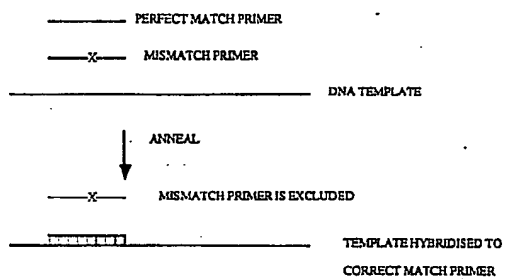 PERFECT MATCH PRIMER
X
MISMATCH PRIMER
DNA TEMPLATE
ANNEAL
X
MISMATCH PRIMER IS EXCLUDED
TEMPLATE HYBRIDISED TO
CORRECT MATCH PRIMER